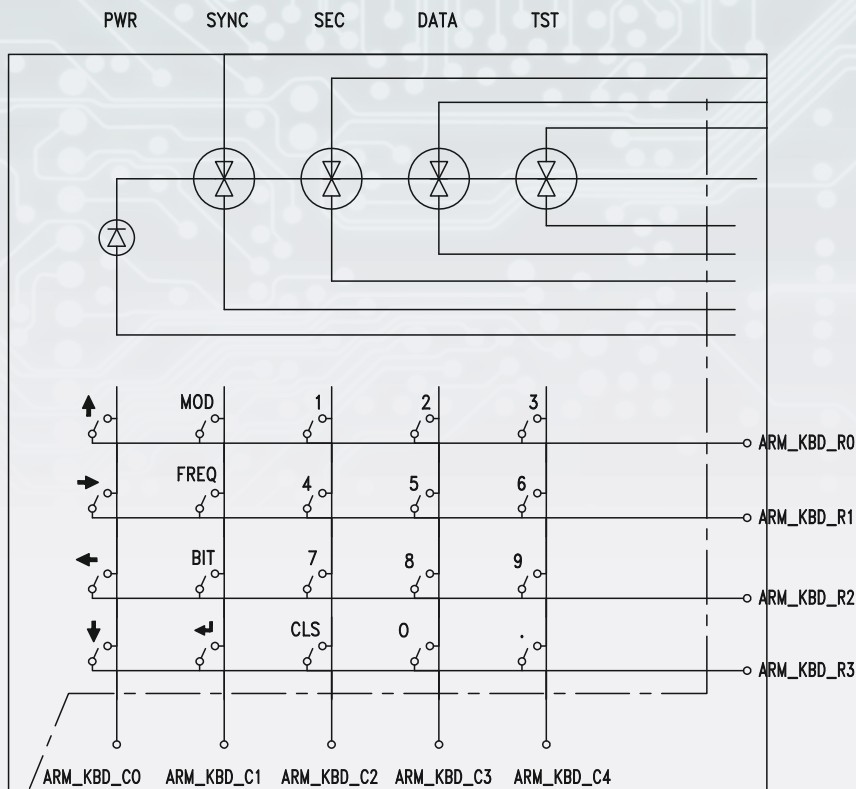 PWR SYNC SEC DATA TST
MOD 1 2 3
ARM_KBD_R0
FREQ 4 5 6
ARM_KBD_R1
BIT 7 8 9
ARM_KBD_R2
CLS 0 .
ARM_KBD_R3
ARM_KBD_C0 ARM_KBD_C1 ARM_KBD_C2 ARM_KBD_C3 ARM_KBD_C4